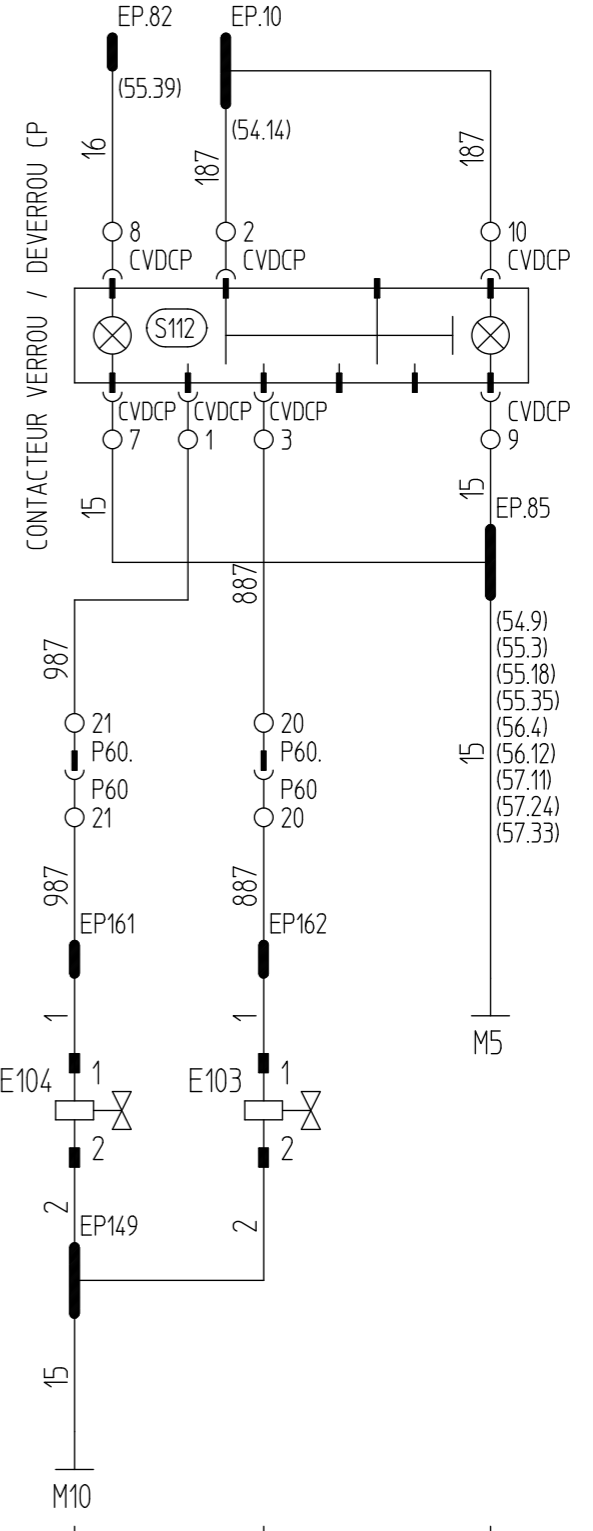 EP.82
EP.10
(55.39)
(54.14)
16
187
187
CONTACTEUR VERROU / DEVERROU CP
8
2
10
CVDCP
CVDCP
CVDCP
S112
CVDCP
CVDCP
CVDCP
CVDCP
7
1
3
9
15
15
EP.85
887
987
(54.9)
(55.3)
(55.18)
(55.35)
(56.4)
(56.12)
(57.11)
(57.24)
(57.33)
15
21
20
P60.
P60.
P60
P60
21
20
987
887
EP161
EP162
1
1
M5
E104
1
E103
1
2
2
2
2
EP149
15
M10